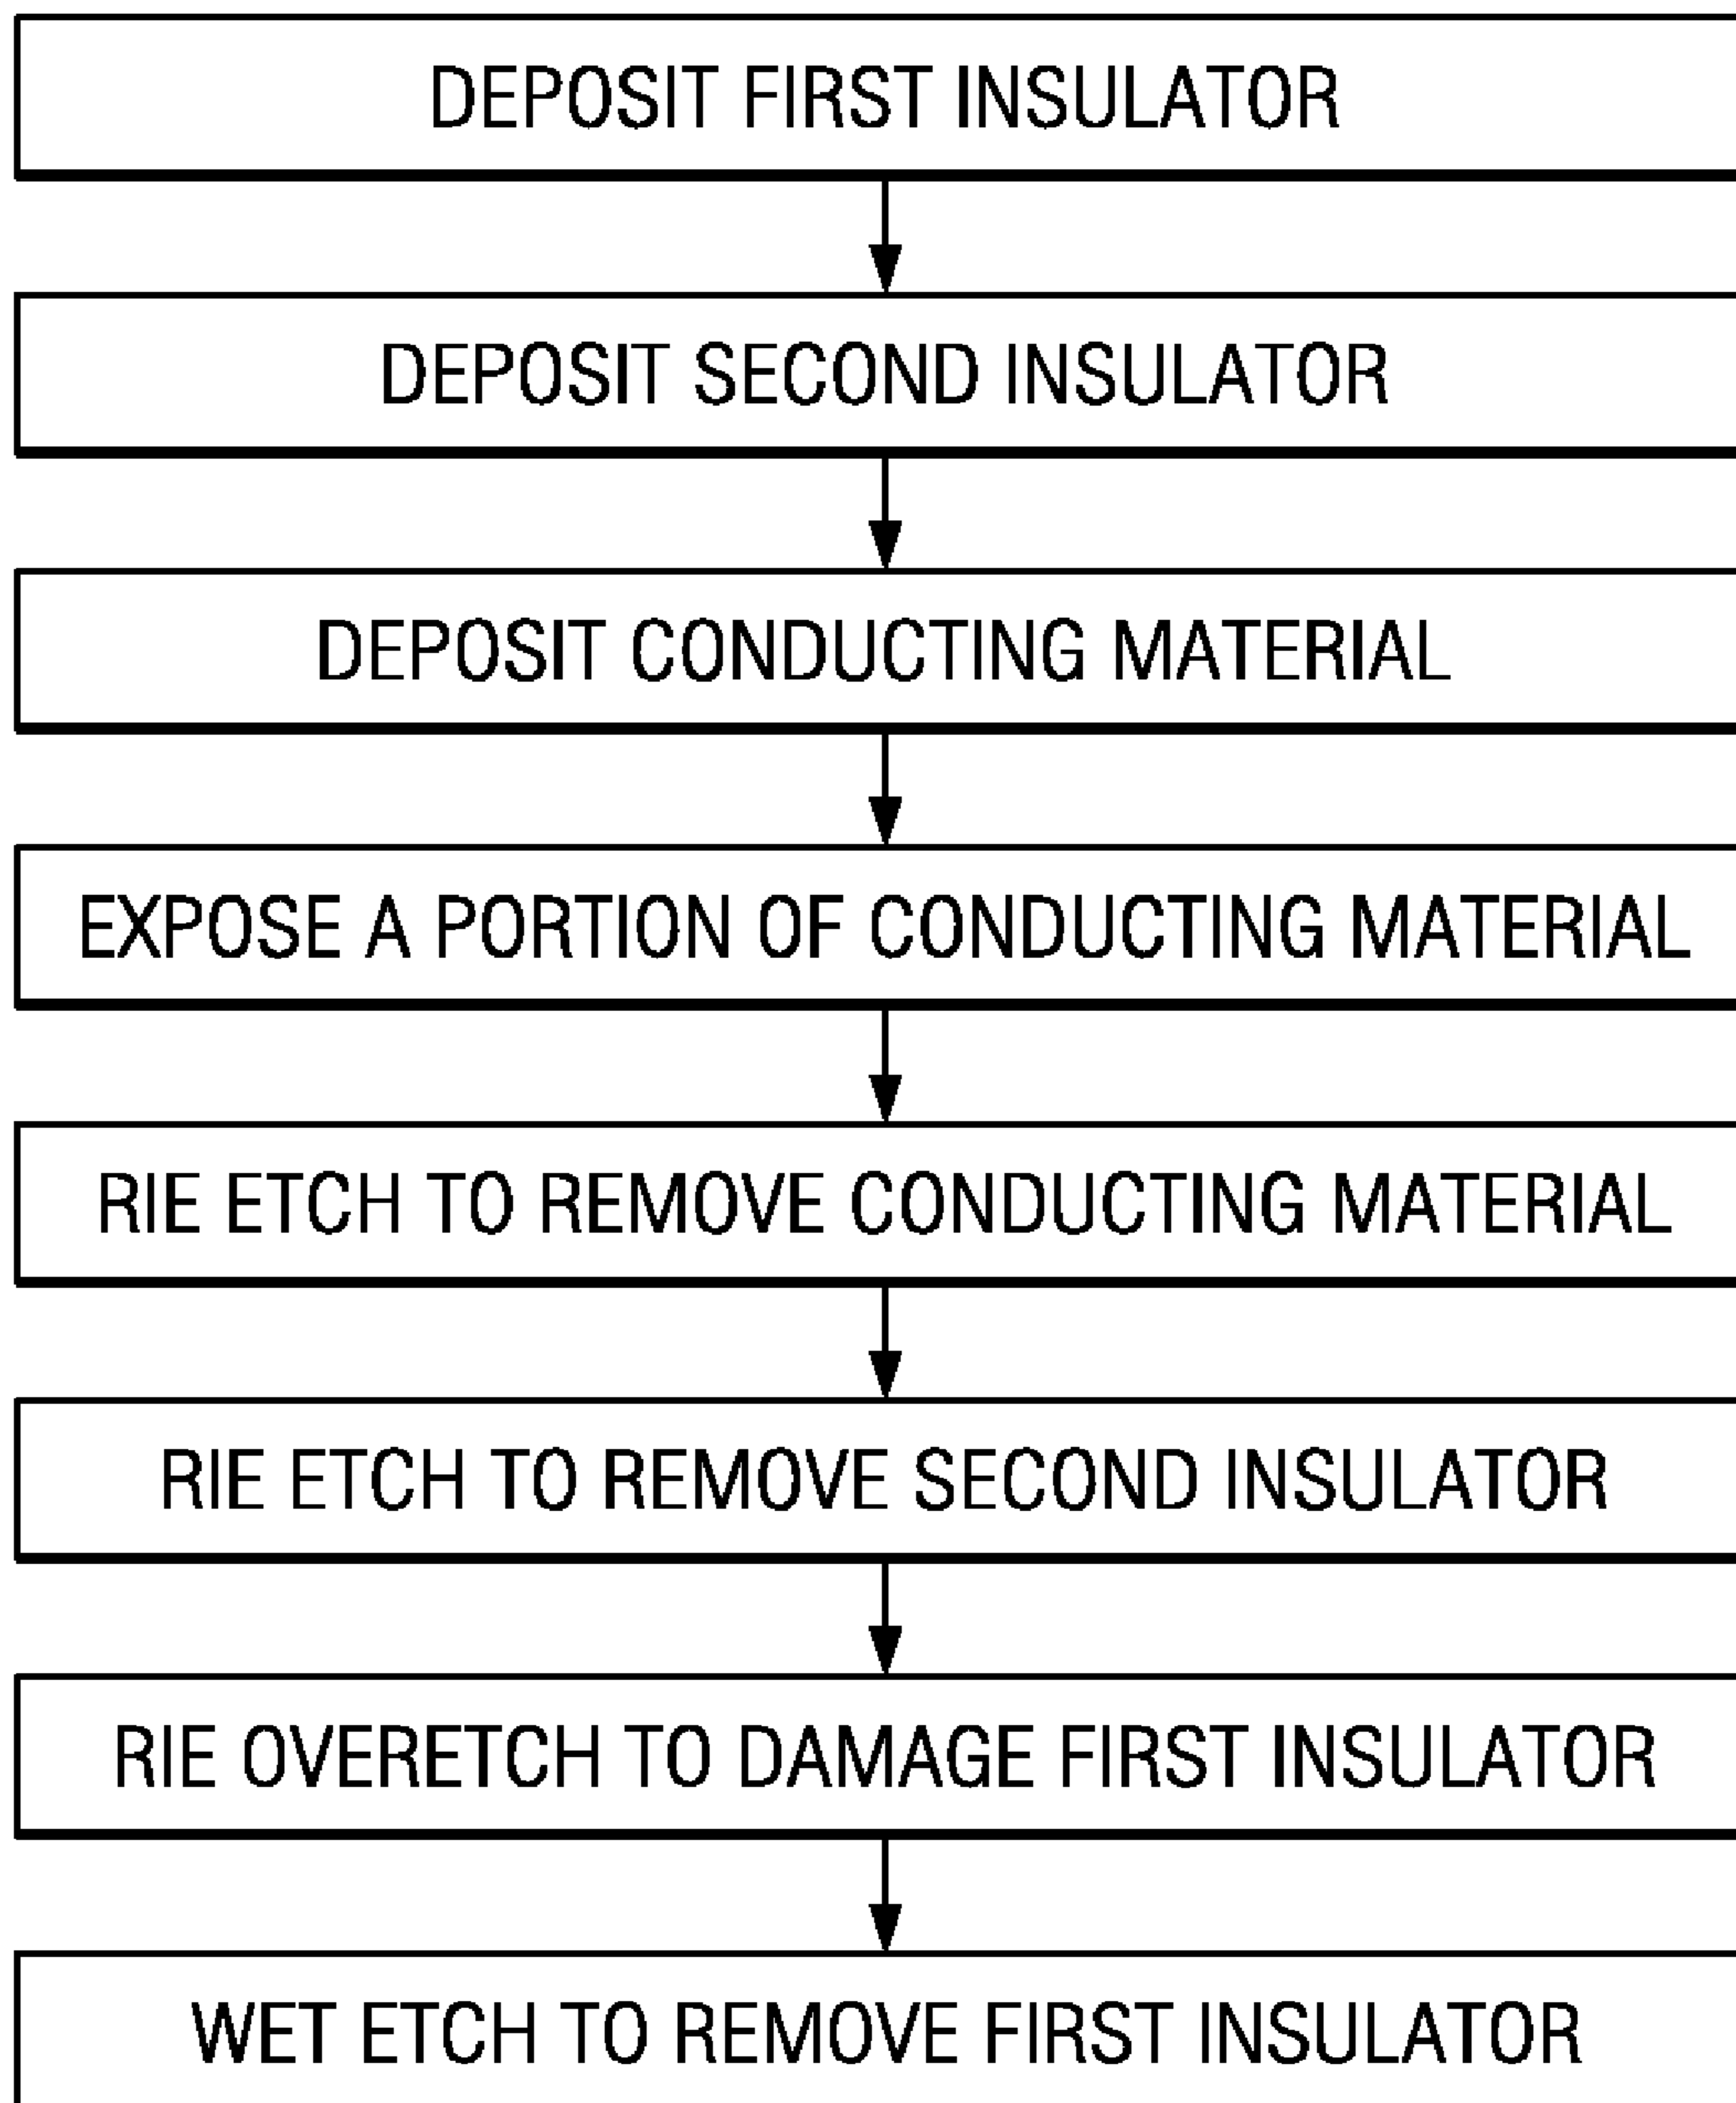 DEPOSIT FIRST INSULATOR
DEPOSIT SECOND INSULATOR
DEPOSIT CONDUCTING MATERIAL
EXPOSE A PORTION OF CONDUCTING MATERIAL
RIE ETCH TO REMOVE CONDUCTING MATERIAL
RIE ETCH TO REMOVE SECOND INSULATOR
RIE OVERETCH TO DAMAGE FIRST INSULATOR
WET ETCH TO REMOVE FIRST INSULATOR